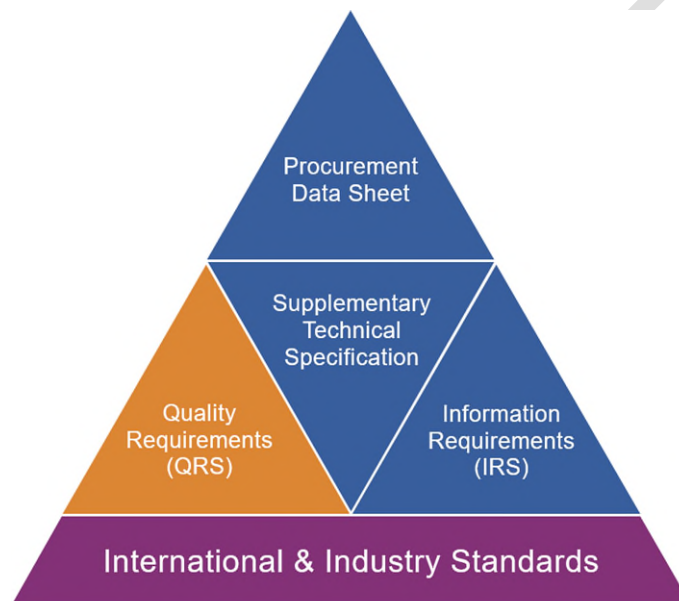 Procurement
Data Sheet
Supplementary
Technical
Specification
Quality
Requirements
(QRS)
Information
Requirements
(IRS)
International & Industry Standards